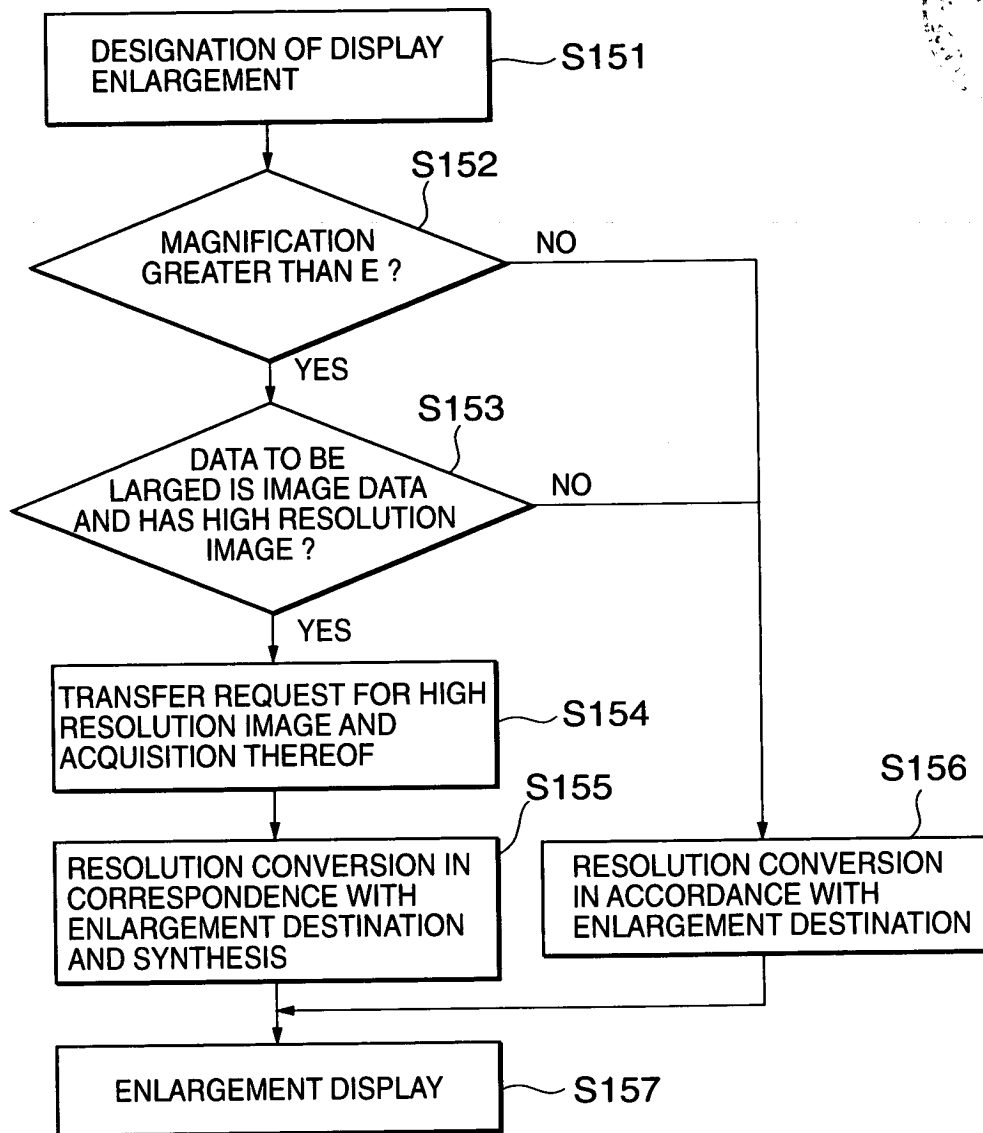 DESIGNATION OF DISPLAY
ENLARGEMENT
S151
S152
MAGNIFICATION
GREATER THAN E ?
NO
YES
S153
DATA TO BE
LARGED IS IMAGE DATA
AND HAS HIGH RESOLUTION
IMAGE ?
NO
YES
TRANSFER REQUEST FOR HIGH
RESOLUTION IMAGE AND
ACQUISITION THEREOF
S154
S155
RESOLUTION CONVERSION IN
CORRESPONDENCE WITH
ENLARGEMENT DESTINATION
AND SYNTHESIS
S156
RESOLUTION CONVERSION
IN ACCORDANCE WITH
ENLARGEMENT DESTINATION
ENLARGEMENT DISPLAY
S157